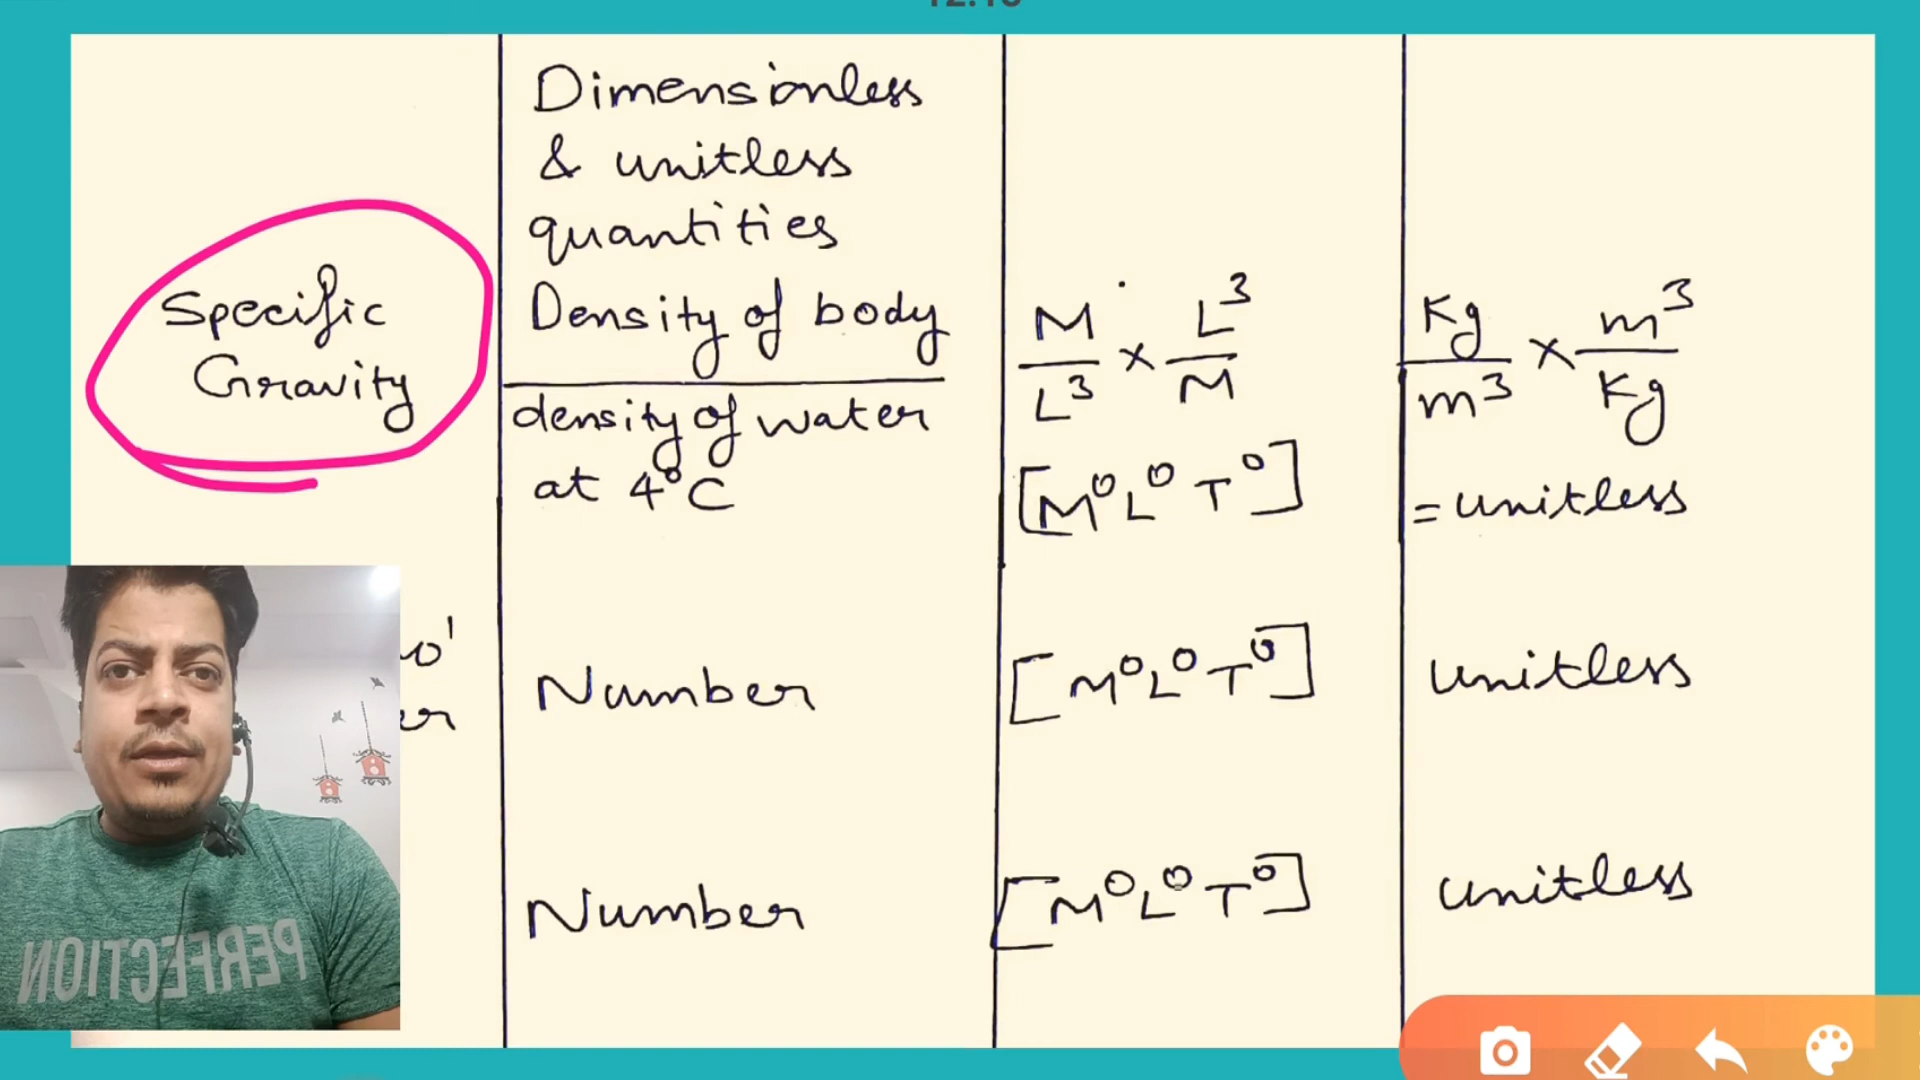 Dimensionless
& unitless
quantities
Specific
Gravity
Density of body
density of water
at 4°C
M/L³ × L³/M
[M⁰L⁰T⁰]
Kg/m³ × m³/Kg
= unitless
Number
[M⁰L⁰T⁰]
unitless
Number
[M⁰L⁰T⁰]
unitless
PERFECTION